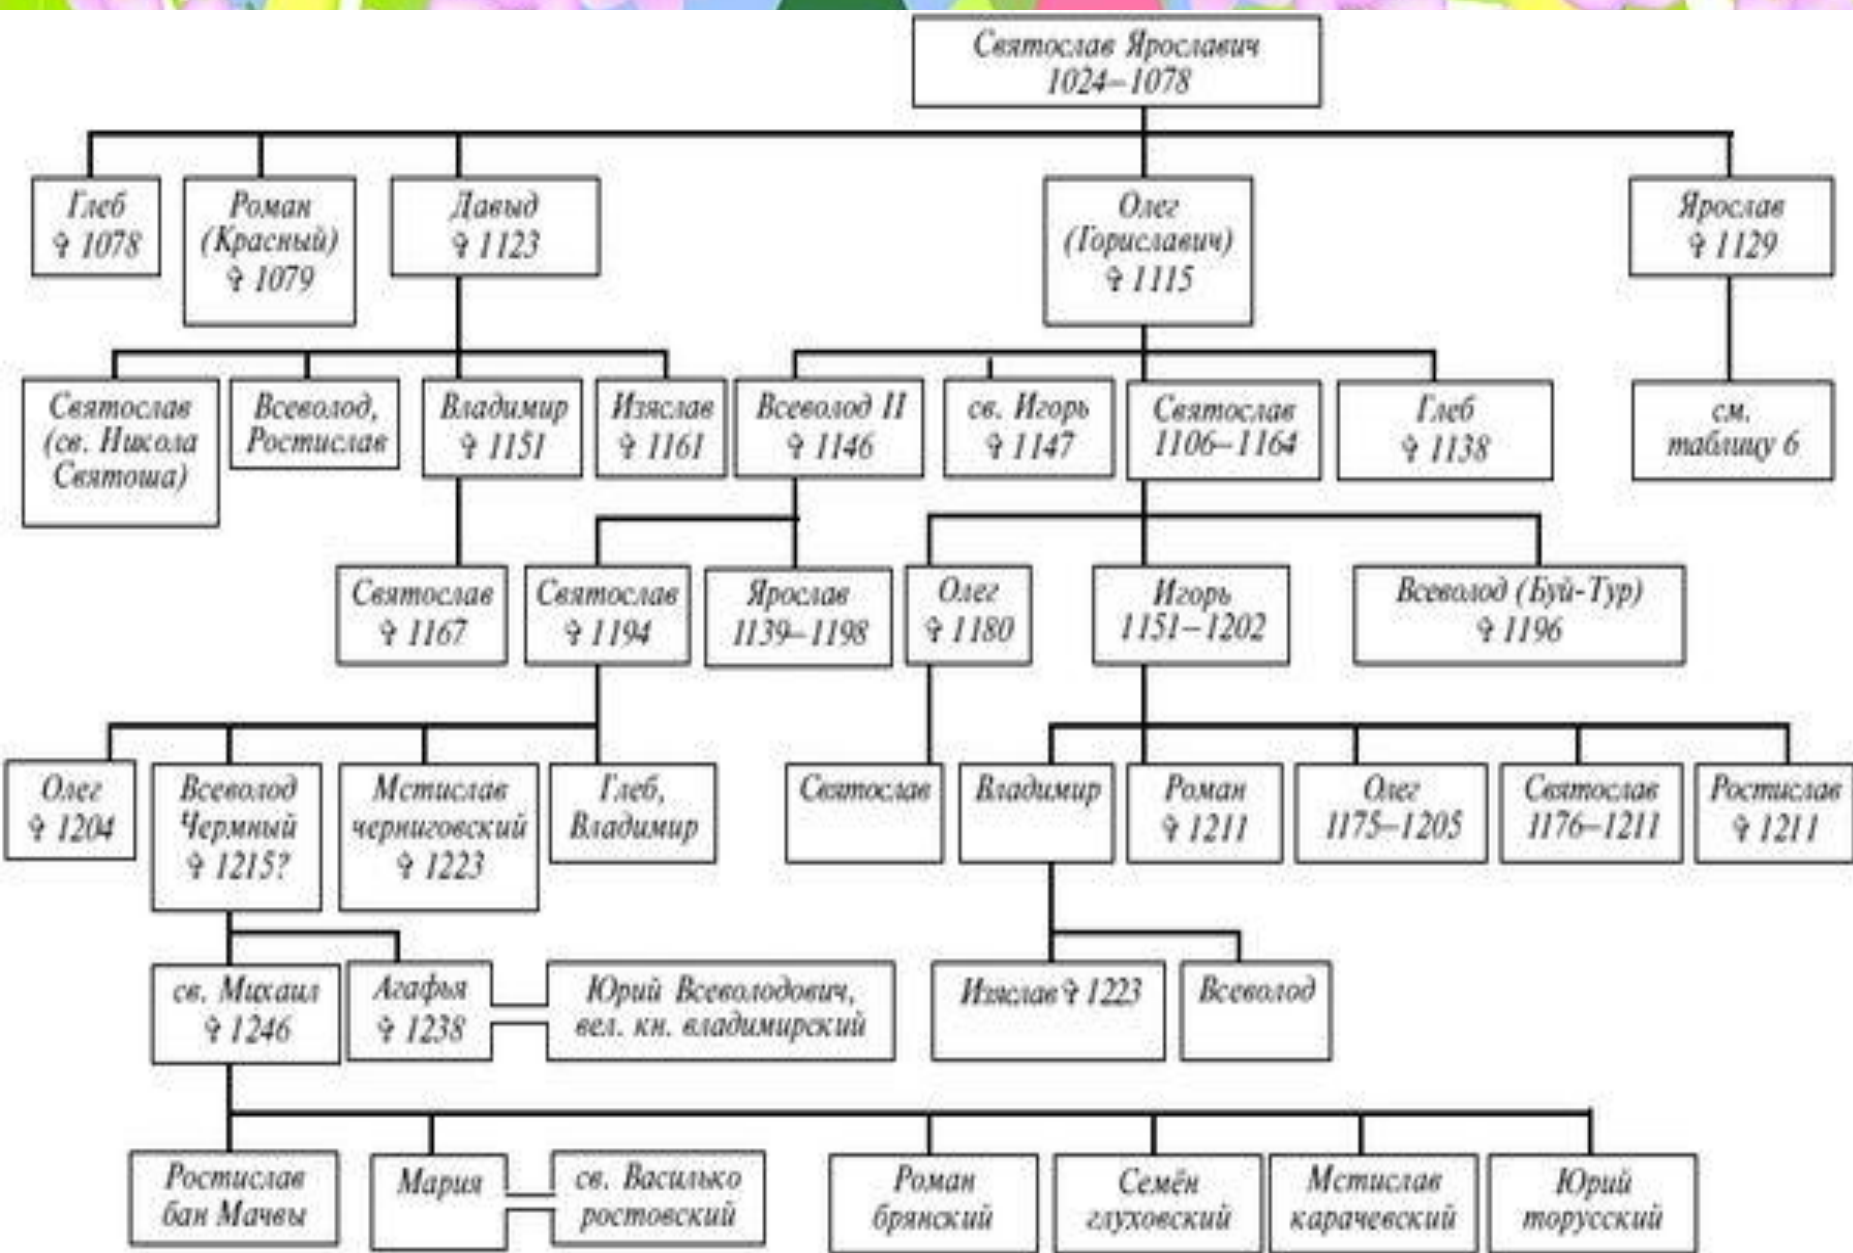 Святослав Ярославич
1024–1078
Глеб
✞ 1078
Роман
(Красный)
✞ 1079
Давыд
✞ 1123
Олег
(Гориславич)
✞ 1115
Ярослав
✞ 1129
Святослав
(св. Никола
Святоша)
Всеволод,
Ростислав
Владимир
✞ 1151
Изяслав
✞ 1161
Всеволод II
✞ 1146
св. Игорь
✞ 1147
Святослав
1106–1164
Глеб
✞ 1138
см.
таблицу 6
Святослав
✞ 1167
Святослав
✞ 1194
Ярослав
1139–1198
Олег
✞ 1180
Игорь
1151–1202
Всеволод (Буй-Тур)
✞ 1196
Олег
✞ 1204
Всеволод
Чермный
✞ 1215?
Мстислав
черниговский
✞ 1223
Глеб,
Владимир
Святослав
Владимир
Роман
✞ 1211
Олег
1175–1205
Святослав
1176–1211
Ростислав
✞ 1211
св. Михаил
✞ 1246
Агафья
✞ 1238
Юрий Всеволодович,
вел. кн. владимирский
Изяслав ✞ 1223
Всеволод
Ростислав
бан Мачвы
Мария
св. Василько
ростовский
Роман
брянский
Семён
глуховский
Мстислав
карачевский
Юрий
торусский